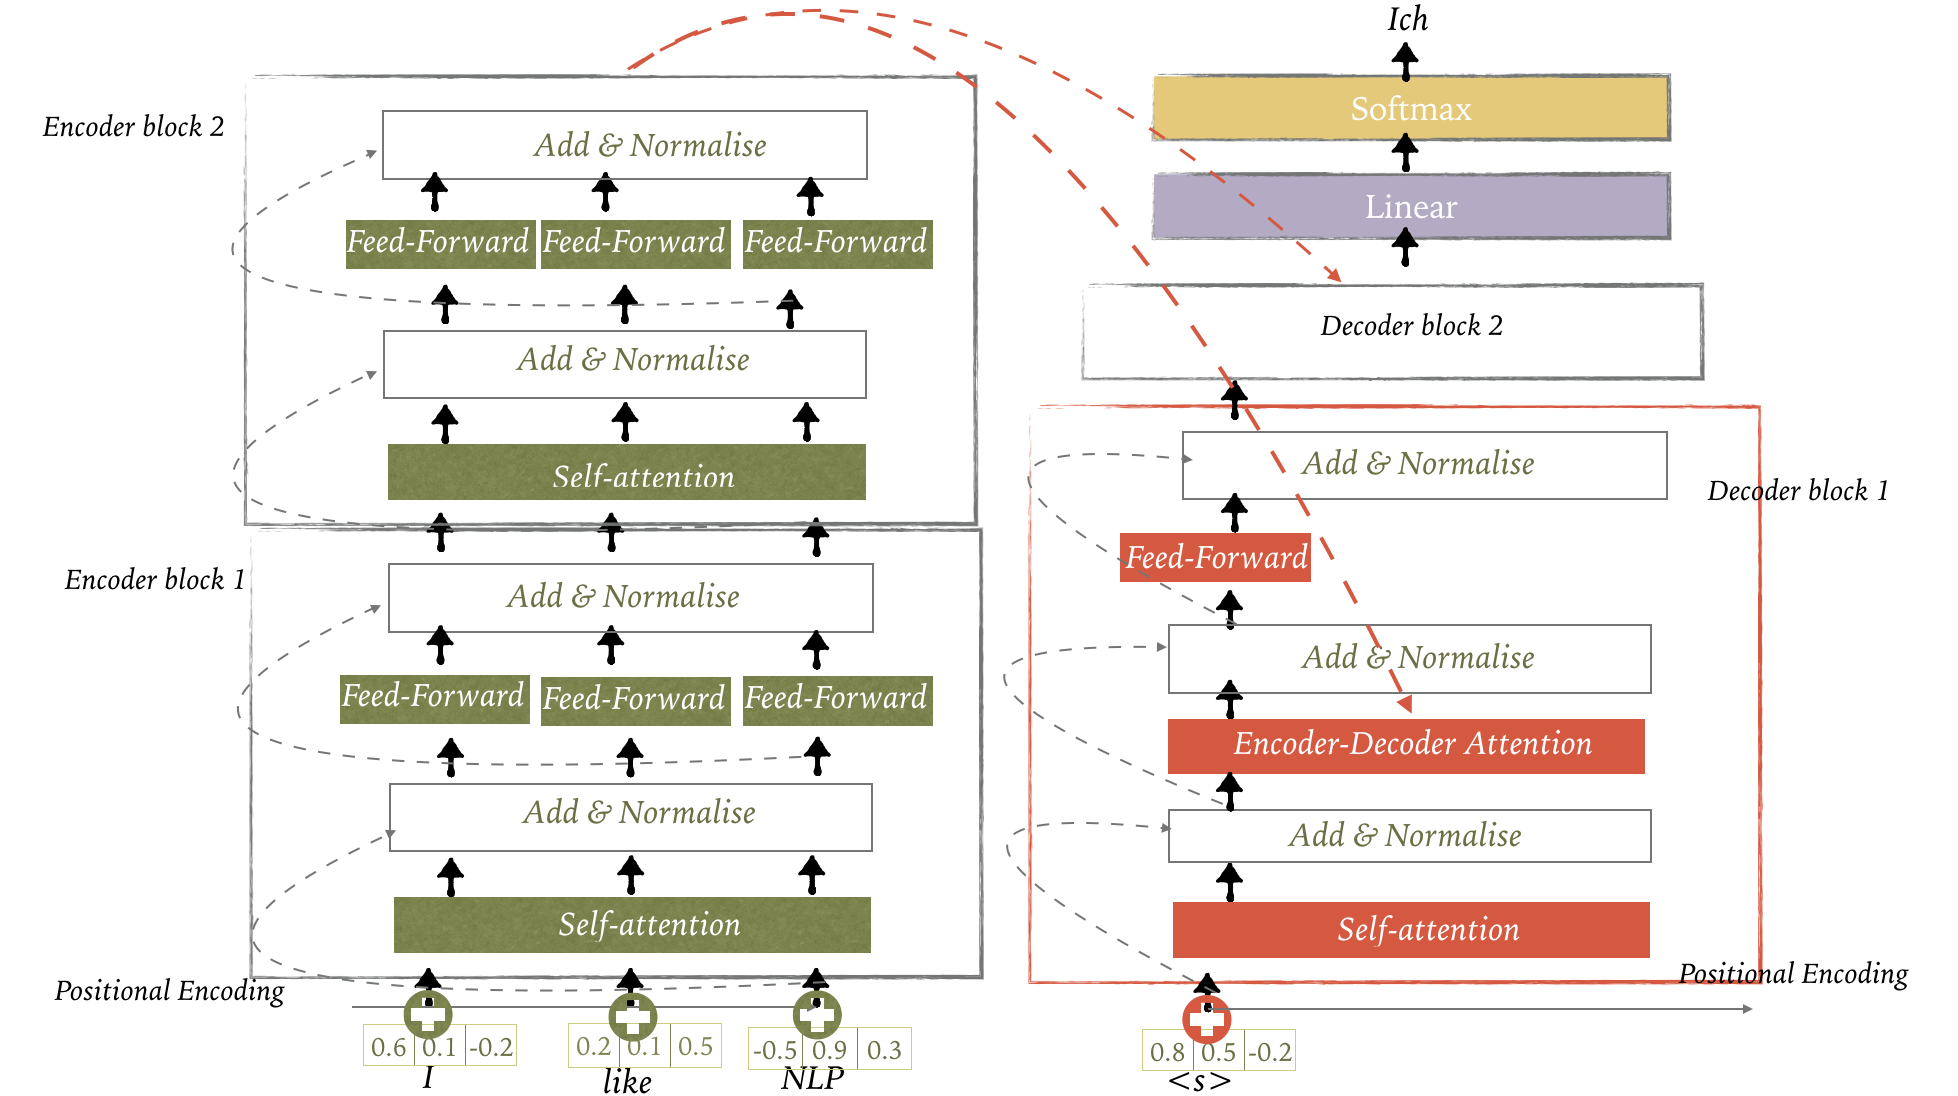 Encoder block 2
Add & Normalise
Feed-Forward Feed-Forward Feed-Forward
Add & Normalise
Self-attention
Encoder block 1
Add & Normalise
Feed-Forward Feed-Forward Feed-Forward
Add & Normalise
Self-attention
Positional Encoding
0.6 0.1 -0.2 0.2 0.1 0.5 -0.5 0.9 0.3
I like NLP
Ich
Softmax
Linear
Decoder block 2
Add & Normalise
Decoder block 1
Feed-Forward
Add & Normalise
Encoder-Decoder Attention
Add & Normalise
Self-attention
Positional Encoding
0.8 0.5 -0.2
<s>